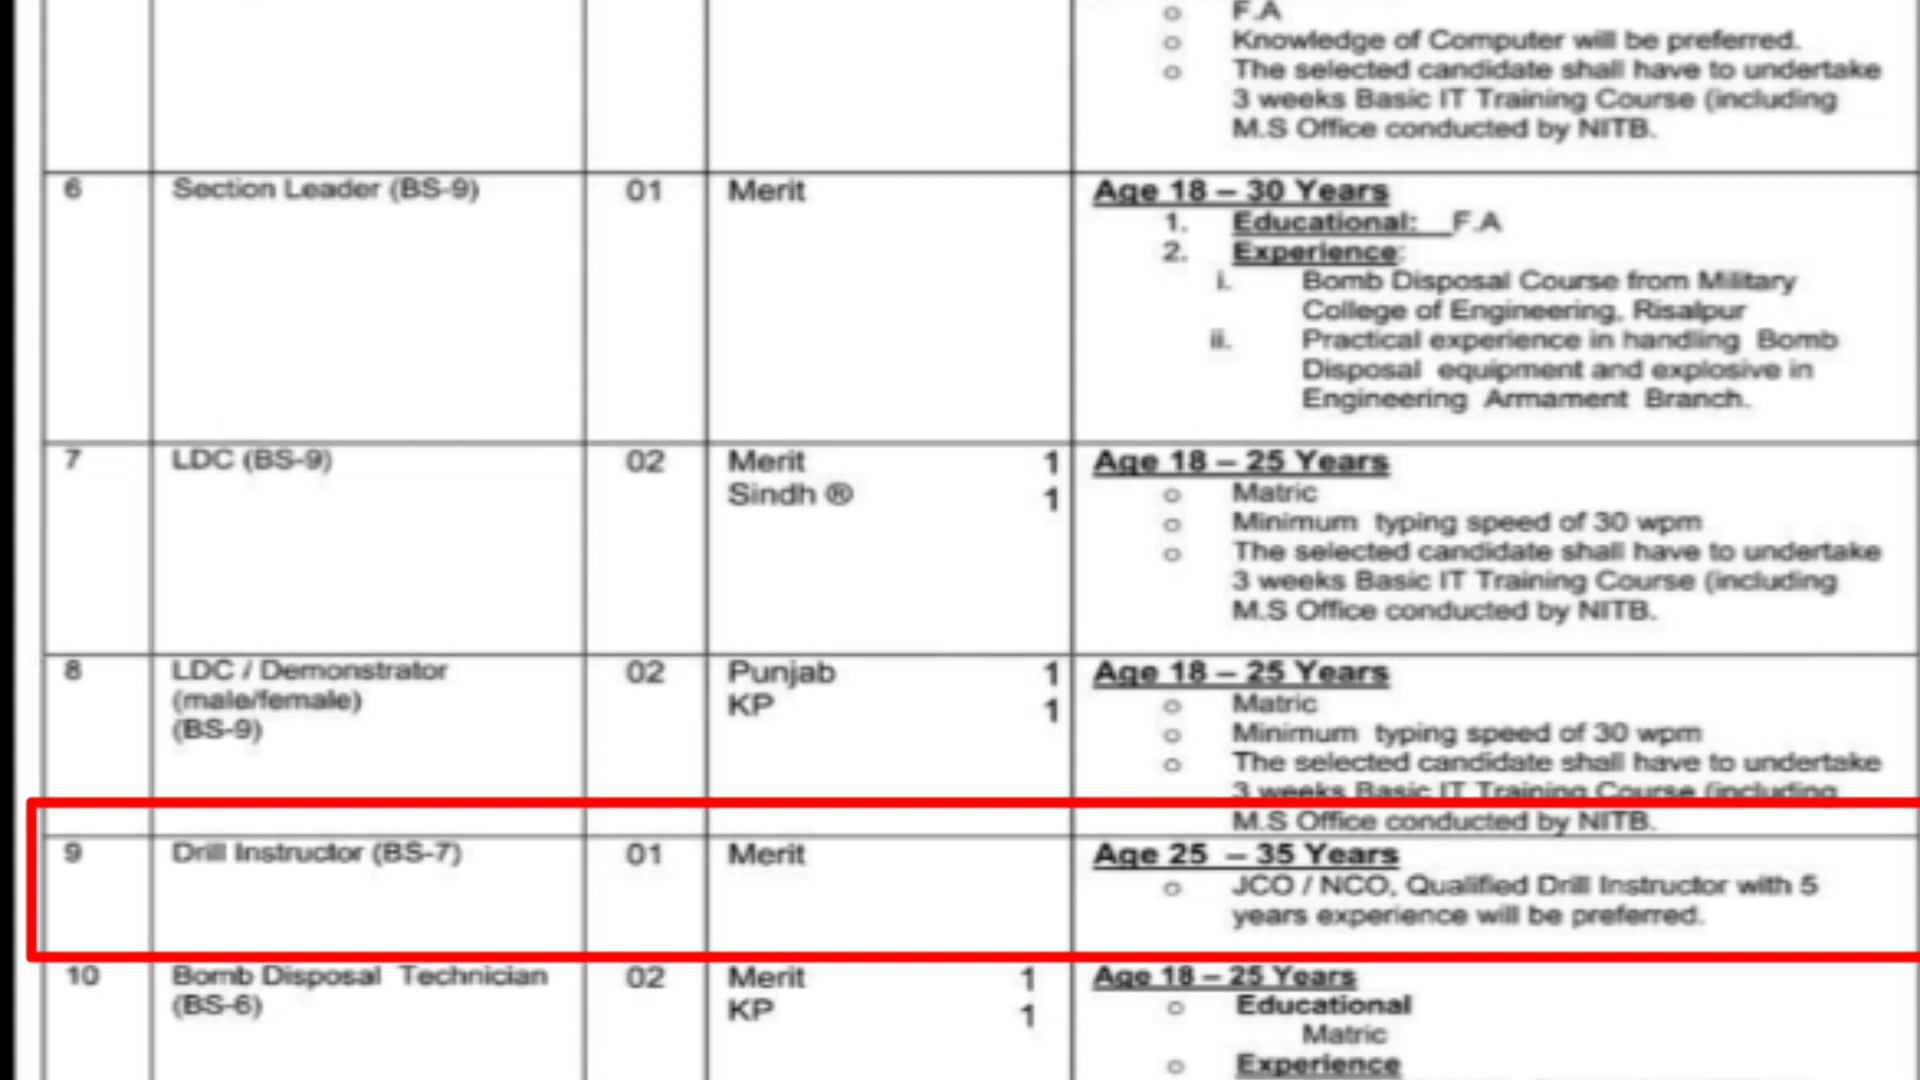 F.A
Knowledge of Computer will be preferred.
The selected candidate shall have to undertake
3 weeks Basic IT Training Course (including
M.S Office conducted by NITB.
6 Section Leader (BS-9) 01 Merit Age 18 – 30 Years
1. Educational: F.A
2. Experience:
i. Bomb Disposal Course from Military
College of Engineering, Risalpur
ii. Practical experience in handling Bomb
Disposal equipment and explosive in
Engineering Armament Branch.
7 LDC (BS-9) 02 Merit 1 Age 18 – 25 Years
Sindh ® 1 Matric
Minimum typing speed of 30 wpm
The selected candidate shall have to undertake
3 weeks Basic IT Training Course (including
M.S Office conducted by NITB.
8 LDC / Demonstrator 02 Punjab 1 Age 18 – 25 Years
(male/female) KP 1 Matric
(BS-9) Minimum typing speed of 30 wpm
The selected candidate shall have to undertake
3 weeks Basic IT Training Course (including
M.S Office conducted by NITB.
9 Drill Instructor (BS-7) 01 Merit Age 25 – 35 Years
JCO / NCO, Qualified Drill Instructor with 5
years experience will be preferred.
10 Bomb Disposal Technician 02 Merit 1 Age 18 – 25 Years
(BS-6) KP 1 Educational
Matric
Experience